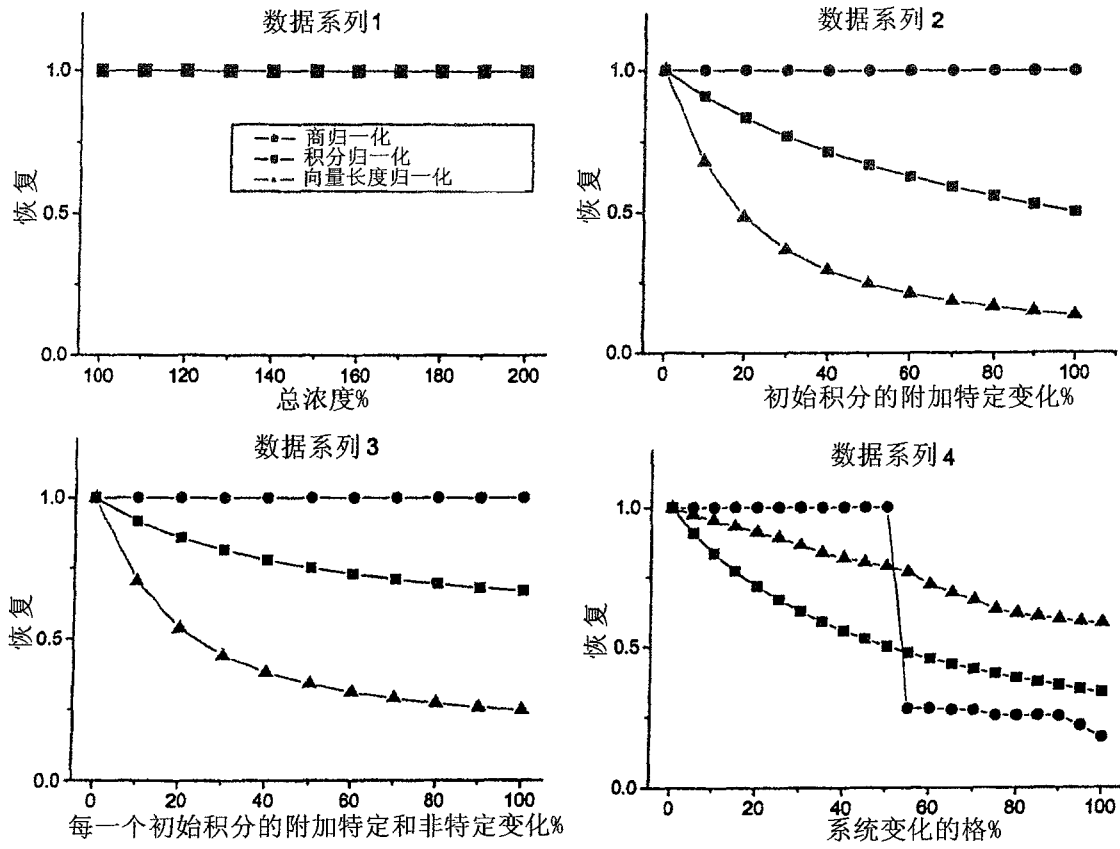 数据系列1
1.0
0.5
0.0
恢复
商归一化
积分归一化
向量长度归一化
100 120 140 160 180 200
总浓度%
数据系列 2
1.0
0.5
0.0
恢复
0 20 40 60 80 100
初始积分的附加特定变化%
数据系列 3
1.0
0.5
0.0
恢复
0 20 40 60 80 100
每一个初始积分的附加特定和非特定变化%
数据系列 4
1.0
0.5
0.0
恢复
0 20 40 60 80 100
系统变化的格%